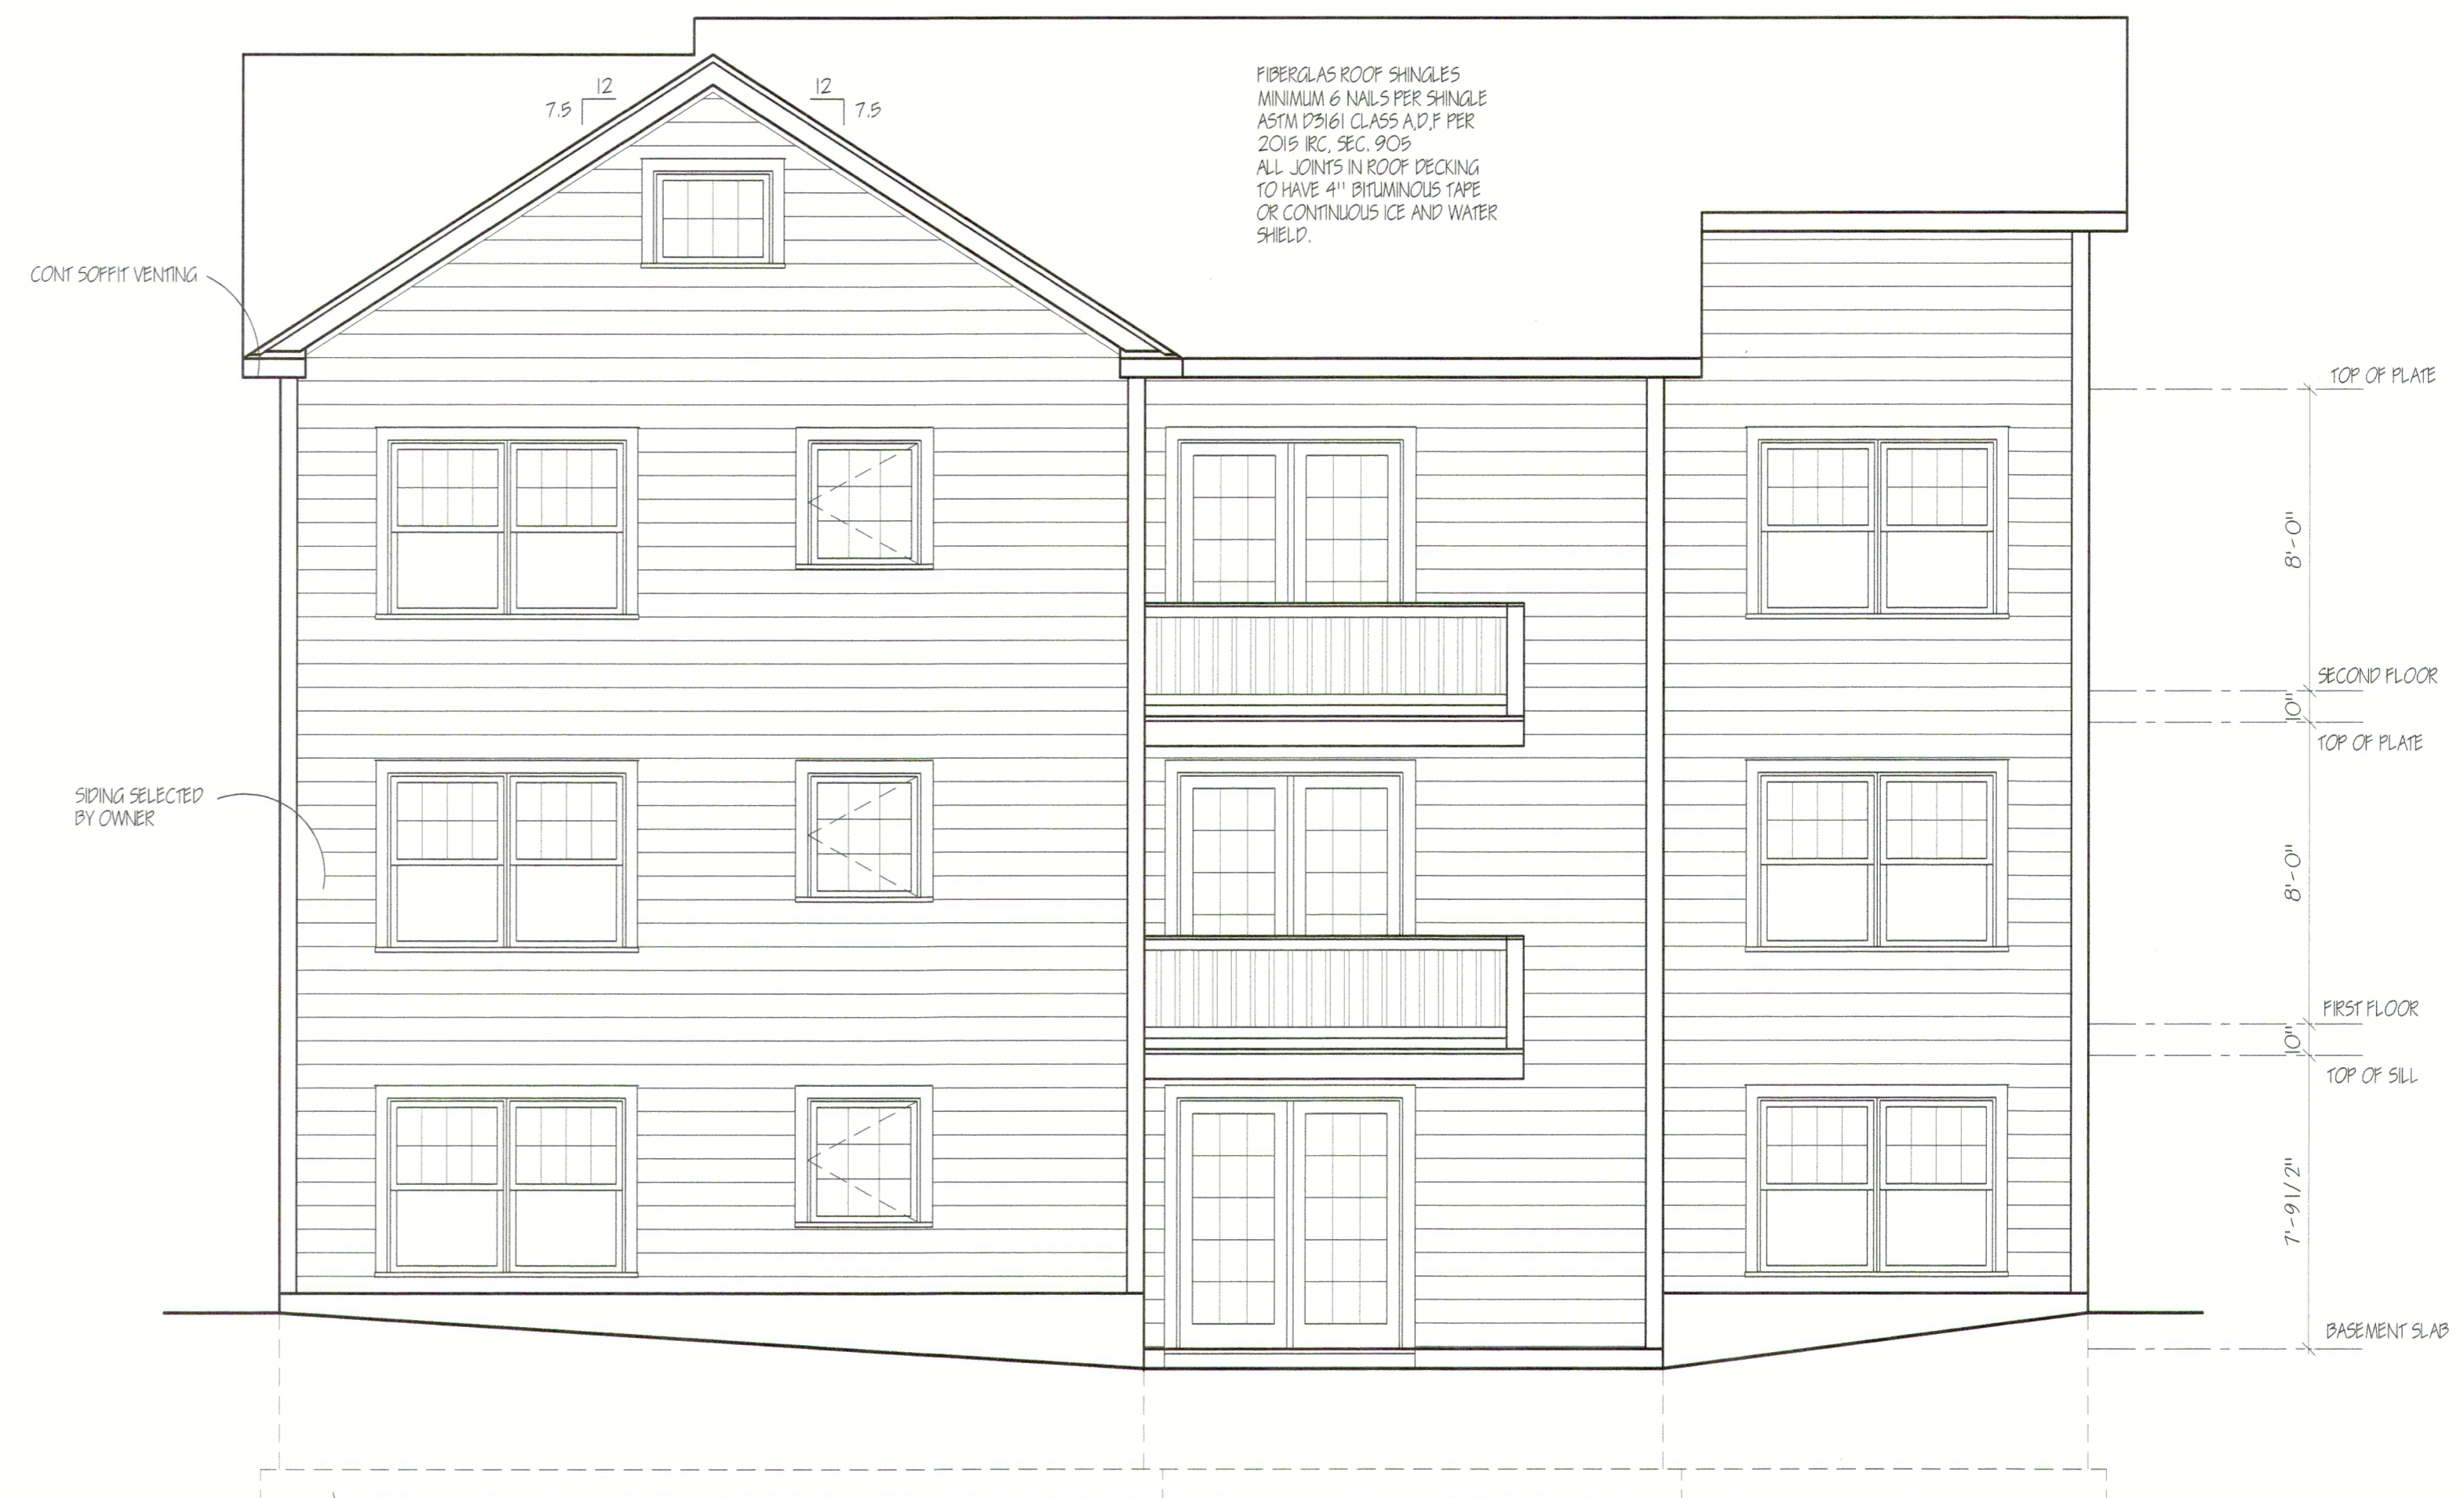 12
7.5
12
7.5
FIBERGLAS ROOF SHINGLES
MINIMUM 6 NAILS PER SHINGLE
ASTM D3161 CLASS A,D,F PER
2015 IRC, SEC. 905
ALL JOINTS IN ROOF DECKING
TO HAVE 4" BITUMINOUS TAPE
OR CONTINUOUS ICE AND WATER
SHIELD.
CONT SOFFIT VENTING
TOP OF PLATE
8'-0"
SECOND FLOOR
10"
TOP OF PLATE
SIDING SELECTED
BY OWNER
8'-0"
FIRST FLOOR
10"
TOP OF SILL
7'-91/2"
BASEMENT SLAB